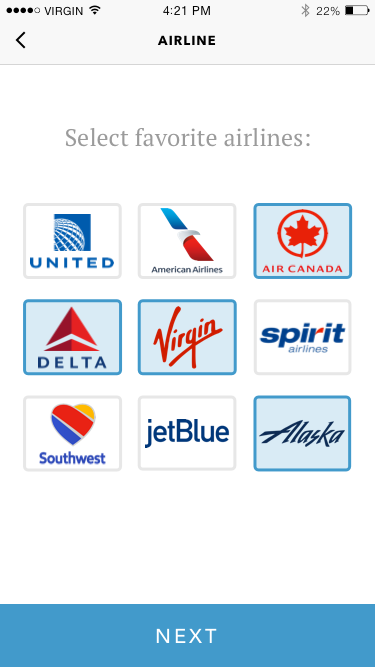 VIRGIN 4:21 PM 22%
AIRLINE
Select favorite airlines:
UNITED
American Airlines
AIR CANADA
DELTA
Virgin
spirit
airlines
Southwest
jetBlue
Alaska
NEXT